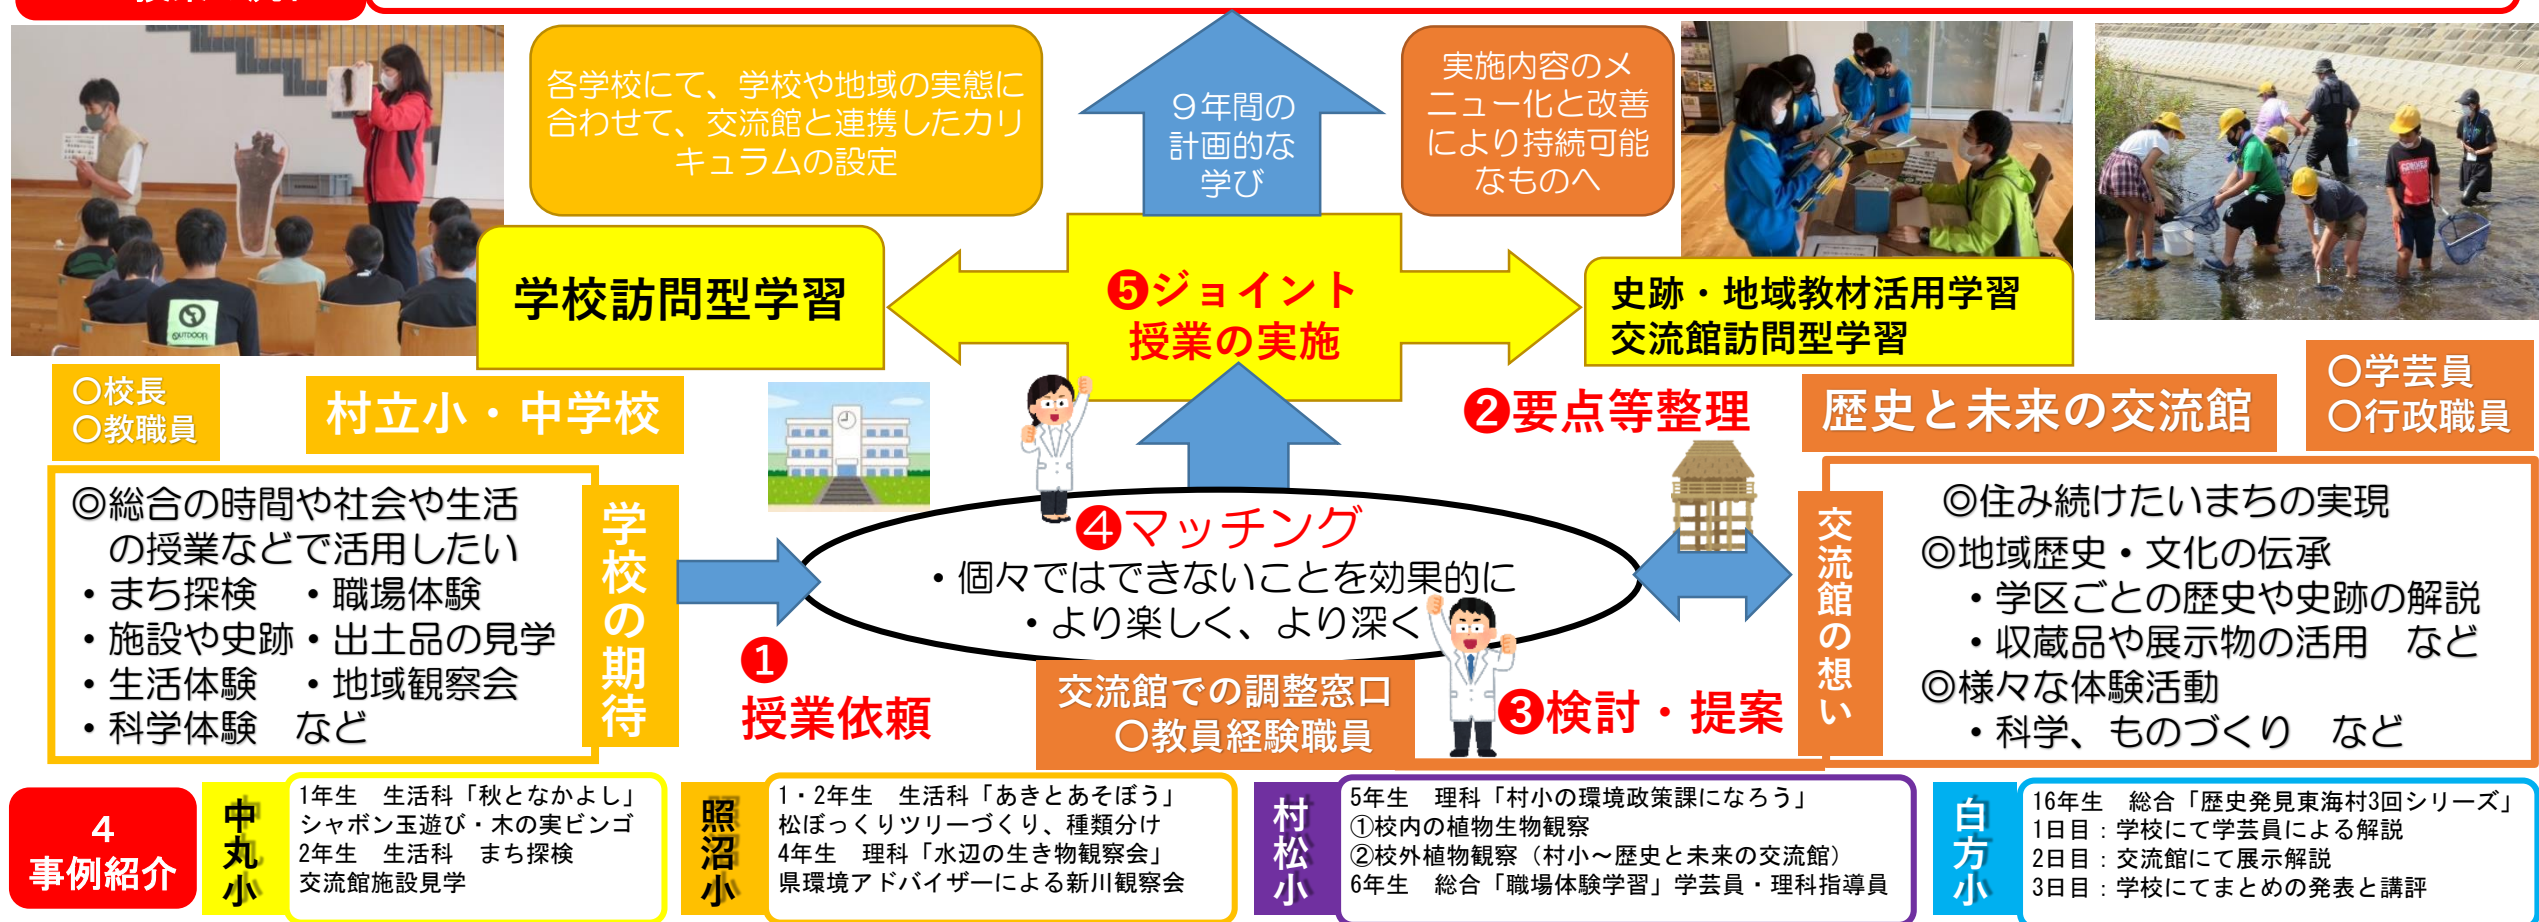 各学校にて、学校や地域の実態に
合わせて、交流館と連携したカリ
キュラムの設定
9年間の
計画的な
学び
実施内容のメ
ニュー化と改善
により持続可能
なものへ
学校訪問型学習
❺ジョイント
授業の実施
史跡・地域教材活用学習
交流館訪問型学習
〇校長
〇教職員
村立小・中学校
❷要点等整理
歴史と未来の交流館
〇学芸員
〇行政職員
◎総合の時間や社会や生活
の授業などで活用したい
・まち探検　・職場体験
・施設や史跡・出土品の見学
・生活体験　・地域観察会
・科学体験　など
学校の期待
❶
授業依頼
❹マッチング
・個々ではできないことを効果的に
・より楽しく、より深く
交流館での調整窓口
〇教員経験職員
❸検討・提案
交流館の想い
◎住み続けたいまちの実現
◎地域歴史・文化の伝承
・学区ごとの歴史や史跡の解説
・収蔵品や展示物の活用　など
◎様々な体験活動
・科学、ものづくり　など
4
事例紹介
中丸小
1年生　生活科「秋となかよし」
シャボン玉遊び・木の実ビンゴ
2年生　生活科　まち探検
交流館施設見学
照沼小
1・2年生　生活科「あきとあそぼう」
松ぼっくりツリーづくり、種類分け
4年生　理科「水辺の生き物観察会」
県環境アドバイザーによる新川観察会
村松小
5年生　理科「村小の環境政策課になろう」
①校内の植物生物観察
②校外植物観察（村小～歴史と未来の交流館）
6年生　総合「職場体験学習」学芸員・理科指導員
白方小
16年生　総合「歴史発見東海村3回シリーズ」
1日目：学校にて学芸員による解説
2日目：交流館にて展示解説
3日目：学校にてまとめの発表と講評
OUTDOOR